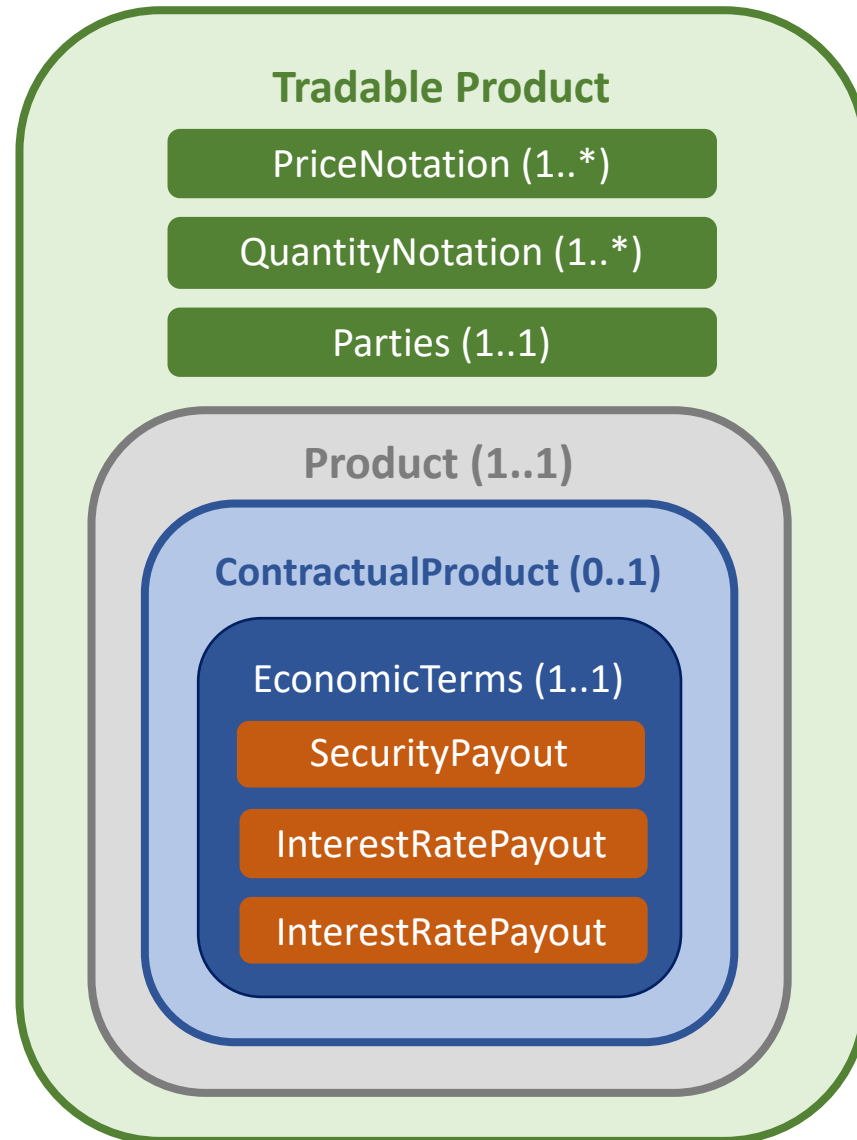 Tradable Product
PriceNotation (1..*)
QuantityNotation (1..*)
Parties (1..1)
Product (1..1)
ContractualProduct (0..1)
EconomicTerms (1..1)
SecurityPayout
InterestRatePayout
InterestRatePayout